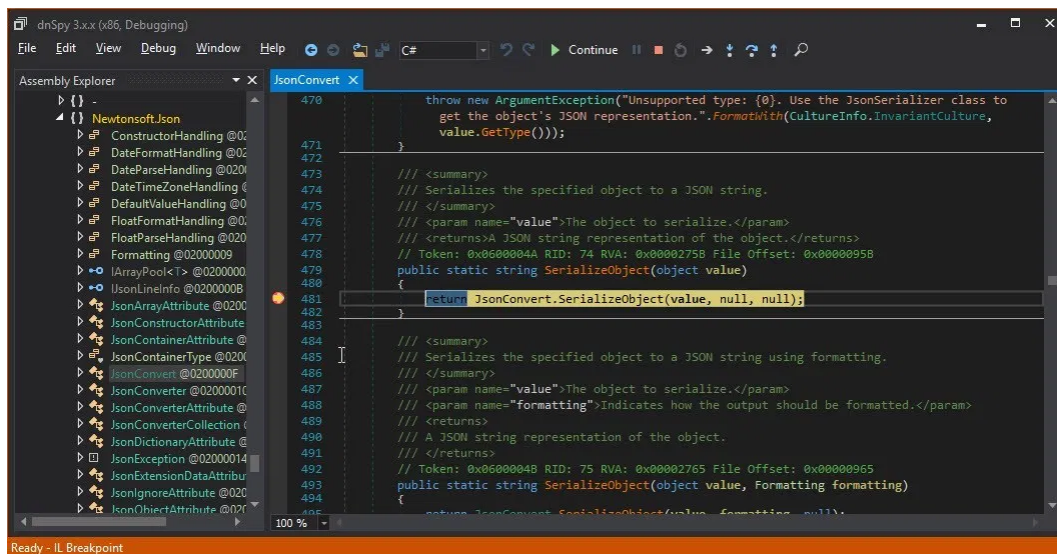 dnSpy 3.x.x (x86, Debugging)
File Edit View Debug Window Help C# Continue
Assembly Explorer
{ } -
{ } Newtonsoft.Json
ConstructorHandling @02
DateFormatHandling @02
DateParseHandling @020
DateTimeZoneHandling @
DefaultValueHandling @0
FloatFormatHandling @02
FloatParseHandling @020
Formatting @02000009
IArrayPool<T> @0200000
IJsonLineInfo @0200000B
JsonArrayAttribute @0200
JsonConstructorAttribute
JsonContainerAttribute @
JsonContainerType @0200
JsonConvert @0200000F
JsonConverter @02000010
JsonConverterAttribute @
JsonConverterCollection (
JsonDictionaryAttribute @
JsonException @02000014
JsonExtensionDataAttribu
JsonIgnoreAttribute @020
JsonObjectAttribute @020
JsonConvert
470 throw new ArgumentException("Unsupported type: {0}. Use the JsonSerializer class to
get the object's JSON representation.".FormatWith(CultureInfo.InvariantCulture,
value.GetType()));
471 }
472
473 /// <summary>
474 /// Serializes the specified object to a JSON string.
475 /// </summary>
476 /// <param name="value">The object to serialize.</param>
477 /// <returns>A JSON string representation of the object.</returns>
478 // Token: 0x0600004A RID: 74 RVA: 0x0000275B File Offset: 0x0000095B
479 public static string SerializeObject(object value)
480 {
481 return JsonConvert.SerializeObject(value, null, null);
482 }
483
484 /// <summary>
485 /// Serializes the specified object to a JSON string using formatting.
486 /// </summary>
487 /// <param name="value">The object to serialize.</param>
488 /// <param name="formatting">Indicates how the output should be formatted.</param>
489 /// <returns>
490 /// A JSON string representation of the object.
491 /// </returns>
492 // Token: 0x0600004B RID: 75 RVA: 0x00002765 File Offset: 0x00000965
493 public static string SerializeObject(object value, Formatting formatting)
494 {
495 return JsonConvert.SerializeObject(value, formatting, null);
100 %
Ready - IL Breakpoint